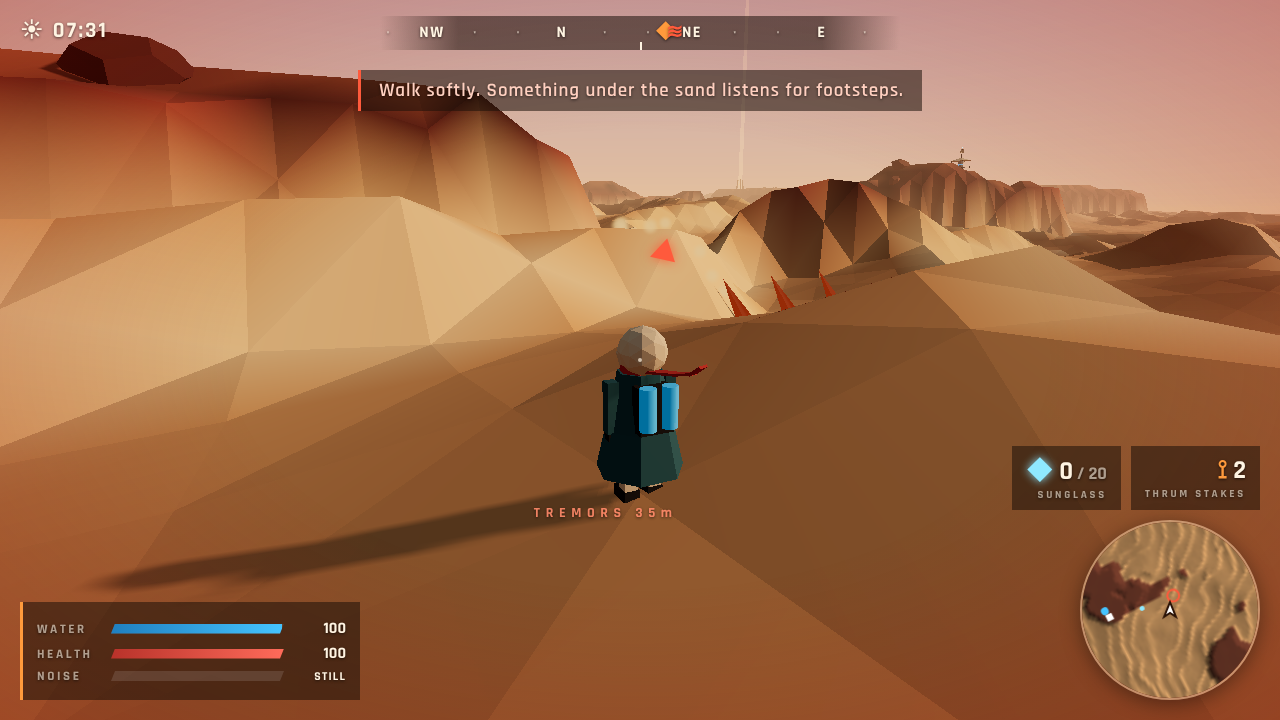 07:31
NW
N
NE
E
Walk softly. Something under the sand listens for footsteps.
TREMORS 35m
0 / 20
SUNGLASS
2
THRUM STAKES
WATER 100
HEALTH 100
NOISE STILL